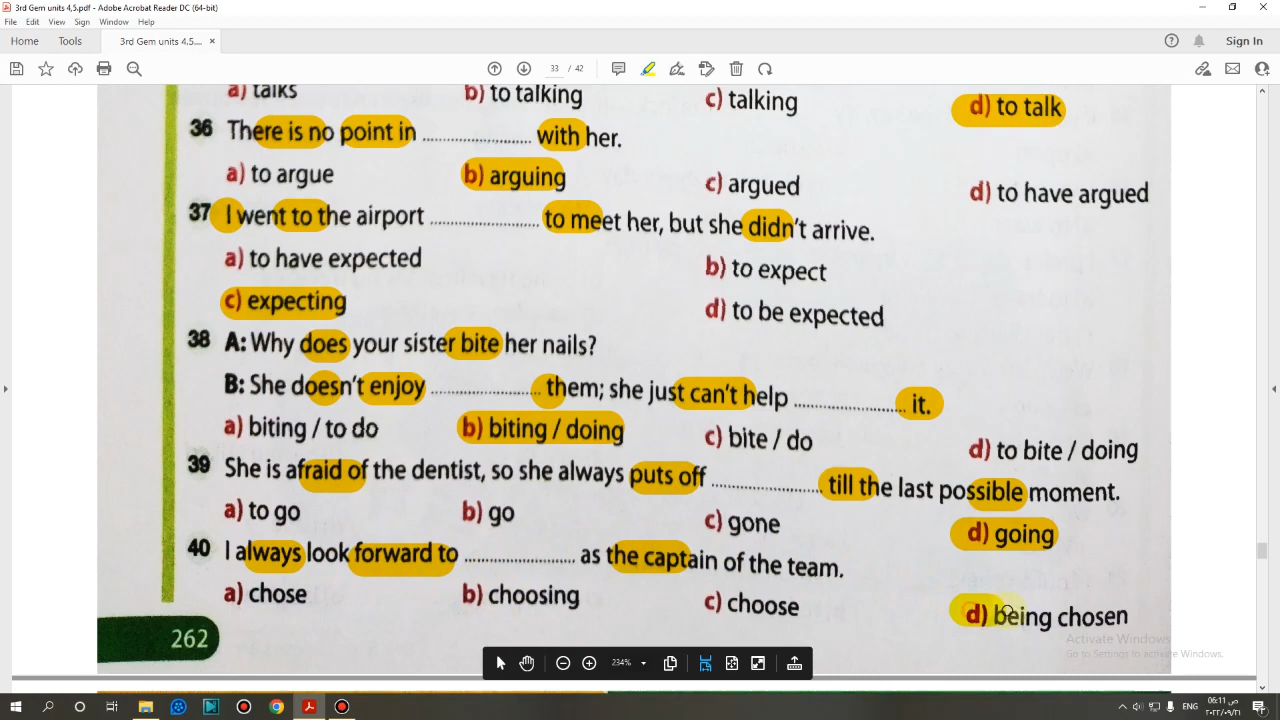 3rd Gem units 4,5.pdf - Adobe Acrobat Reader DC (64-bit)
File Edit View Sign Window Help
Home Tools 3rd Gem units 4,5.... × Sign In
33 / 42
a) talks b) to talking c) talking d) to talk
36 There is no point in .................... with her.
a) to argue b) arguing c) argued d) to have argued
37 I went to the airport .................... to meet her, but she didn't arrive.
a) to have expected b) to expect
c) expecting d) to be expected
38 A: Why does your sister bite her nails?
B: She doesn't enjoy .................... them; she just can't help .................... it.
a) biting / to do b) biting / doing c) bite / do d) to bite / doing
39 She is afraid of the dentist, so she always puts off .................... till the last possible moment.
a) to go b) go c) gone d) going
40 I always look forward to .................... as the captain of the team.
a) chose b) choosing c) choose d) being chosen
262
Activate Windows
Go to Settings to activate Windows.
234%
ENG
06:11 ص
٢٠٢٢/٠٩/٢١